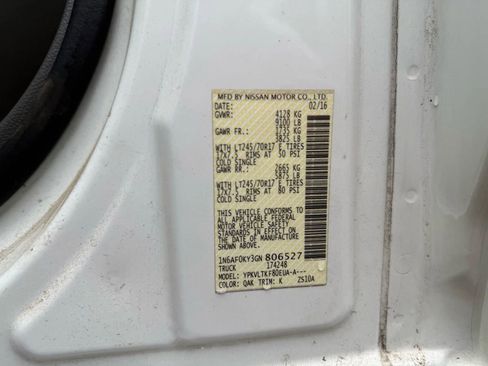 MFD BY NISSAN MOTOR CO., LTD.
DATE: 02/16
GVWR: 4128 KG
9100 LB
GAWR FR.: 1735 KG
3825 LB
WITH LT245/70R17 E TIRES
17X7.5 RIMS AT 50 PSI
COLD SINGLE
GAWR RR.: 2665 KG
5875 LB
WITH LT245/70R17 E TIRES
17X7.5 RIMS AT 80 PSI
COLD SINGLE
THIS VEHICLE CONFORMS TO
ALL APPLICABLE FEDERAL
MOTOR VEHICLE SAFETY
STANDARDS IN EFFECT ON
THE DATE OF MANUFACTURE
SHOWN ABOVE.
1N6AF0KY3GN 806527
TRUCK 174248
MODEL: YPKVLTKF80EUA-A---
COLOR: QAK TRIM: K ZS10A